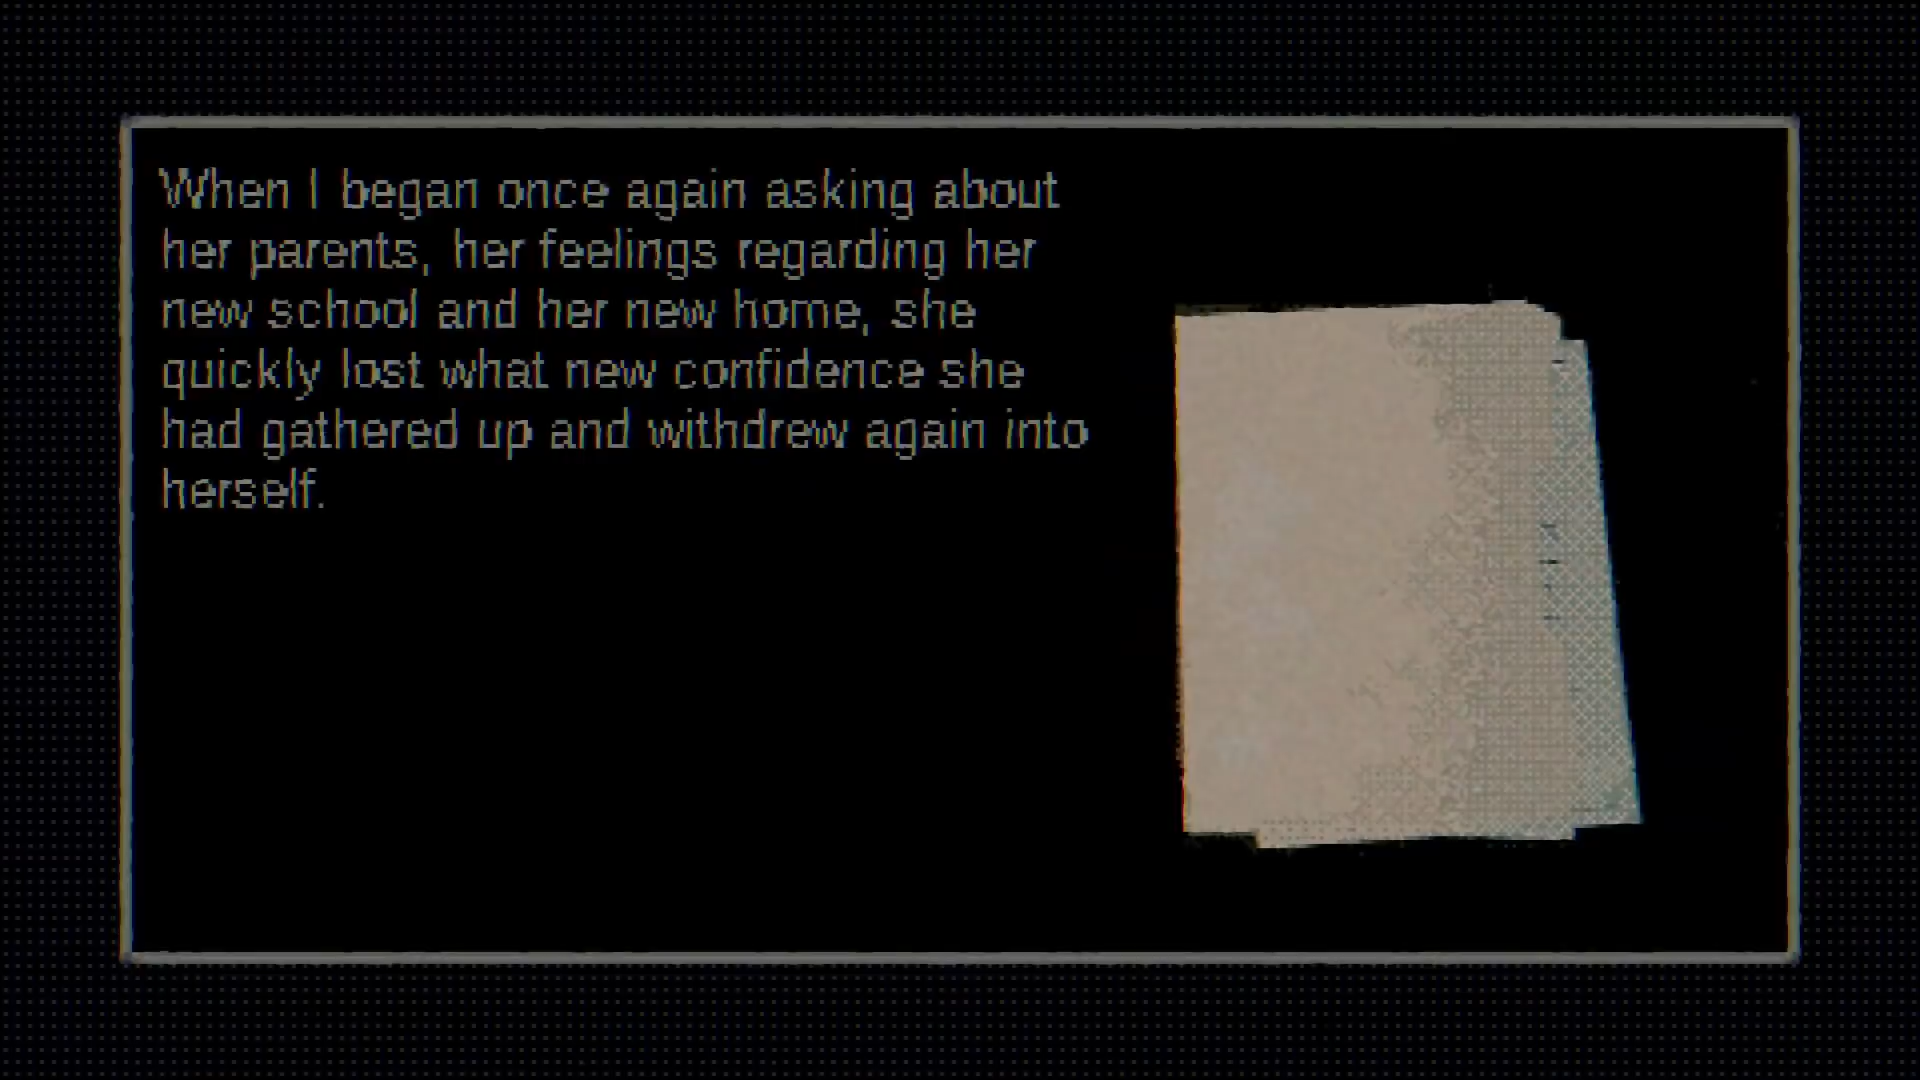 When I began once again asking about
her parents, her feelings regarding her
new school and her new home, she
quickly lost what new confidence she
had gathered up and withdrew again into
herself.